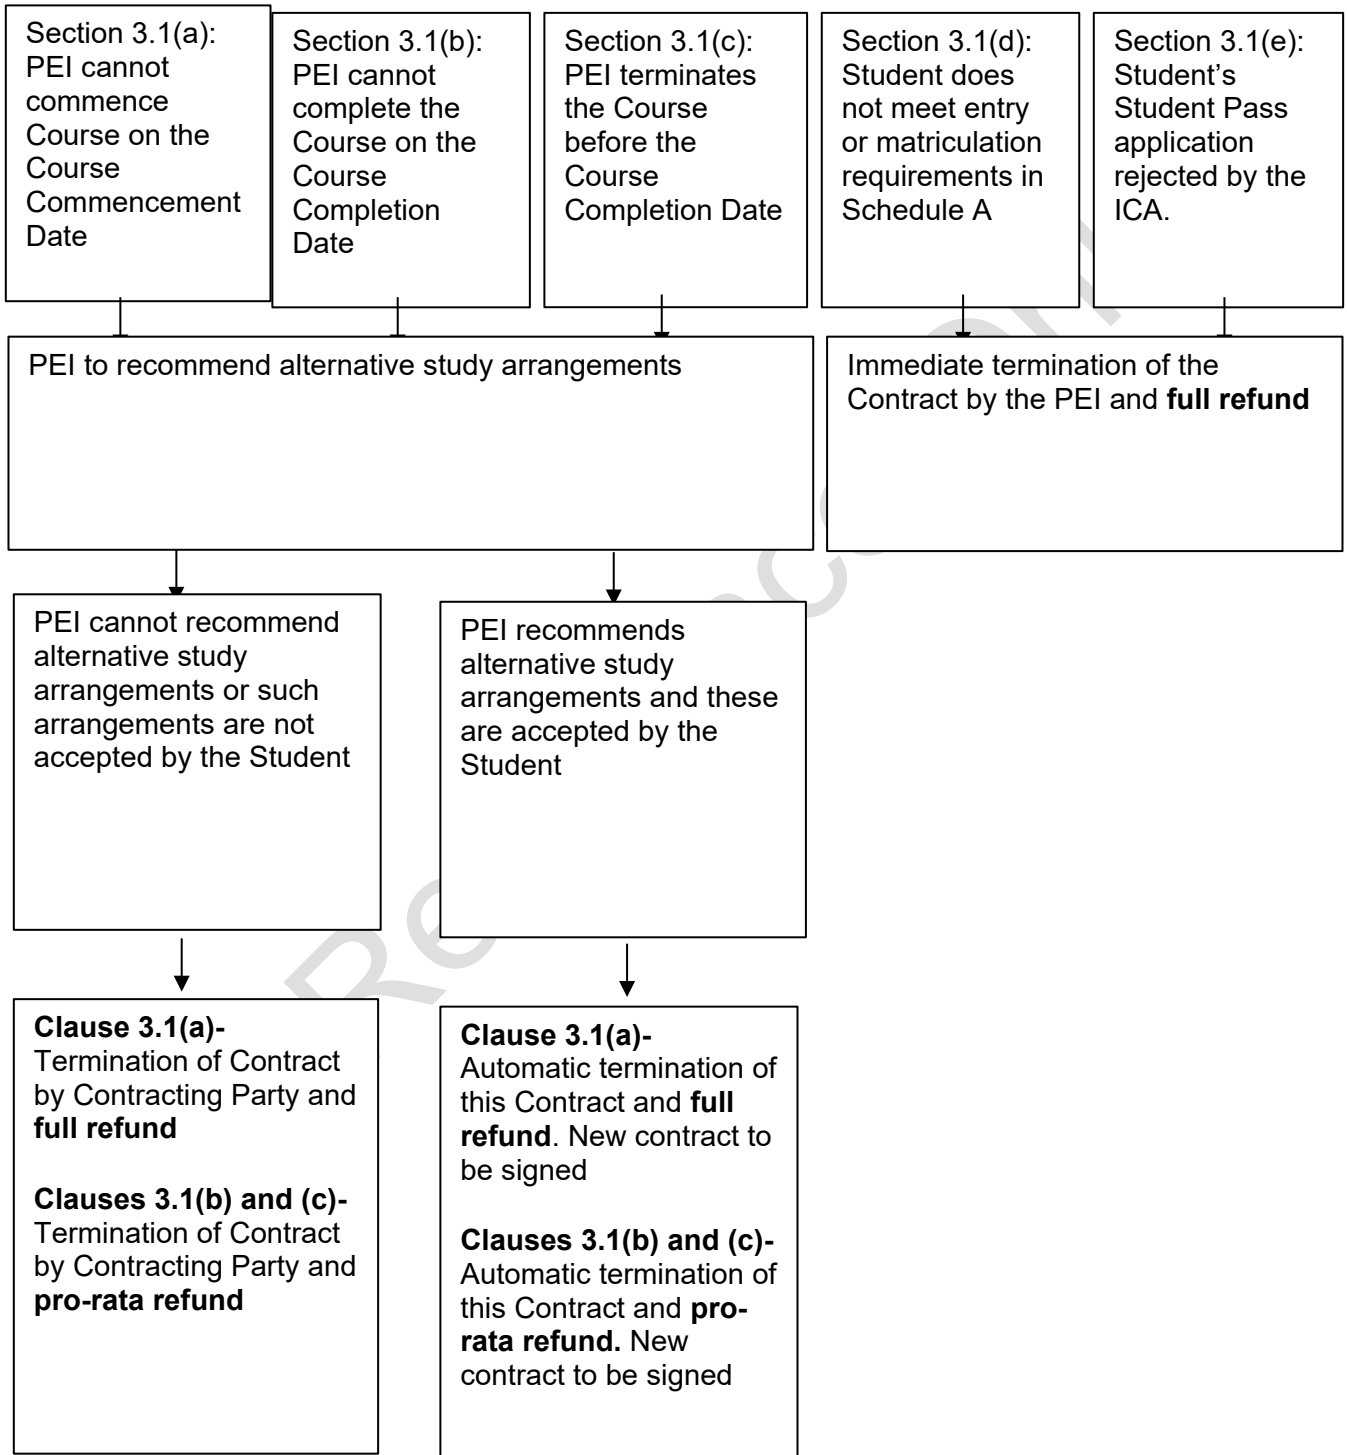 Section 3.1(a):
PEI cannot
commence
Course on the
Course
Commencement
Date
Section 3.1(b):
PEI cannot
complete the
Course on the
Course
Completion
Date
Section 3.1(c):
PEI terminates
the Course
before the
Course
Completion Date
Section 3.1(d):
Student does
not meet entry
or matriculation
requirements in
Schedule A
Section 3.1(e):
Student’s
Student Pass
application
rejected by the
ICA.
PEI to recommend alternative study arrangements
Immediate termination of the
Contract by the PEI and full refund
PEI cannot recommend
alternative study
arrangements or such
arrangements are not
accepted by the Student
PEI recommends
alternative study
arrangements and these
are accepted by the
Student
Clause 3.1(a)-
Termination of Contract
by Contracting Party and
full refund
Clauses 3.1(b) and (c)-
Termination of Contract
by Contracting Party and
pro-rata refund
Clause 3.1(a)-
Automatic termination of
this Contract and full
refund. New contract to
be signed
Clauses 3.1(b) and (c)-
Automatic termination of
this Contract and pro-
rata refund. New
contract to be signed